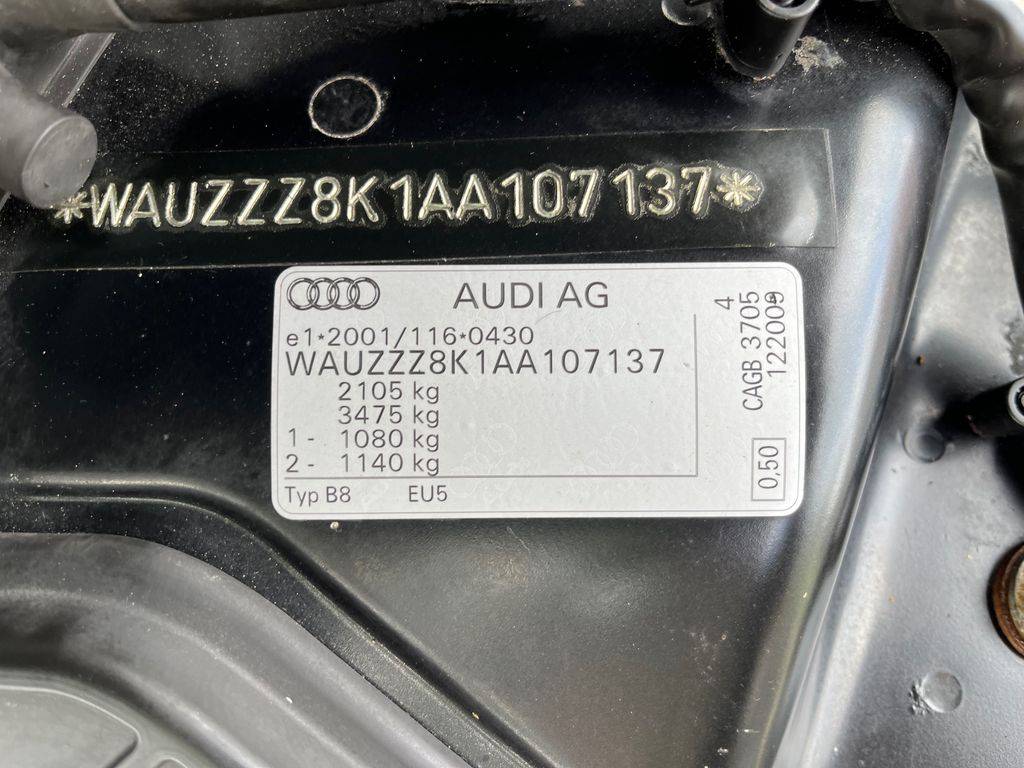 *WAUZZZ8K1AA107137*
AUDI AG
e1*2001/116*0430
WAUZZZ8K1AA107137
2105 kg
3475 kg
1- 1080 kg
2- 1140 kg
Typ B8 EU5
4
CAGB 3705
122009
0,50